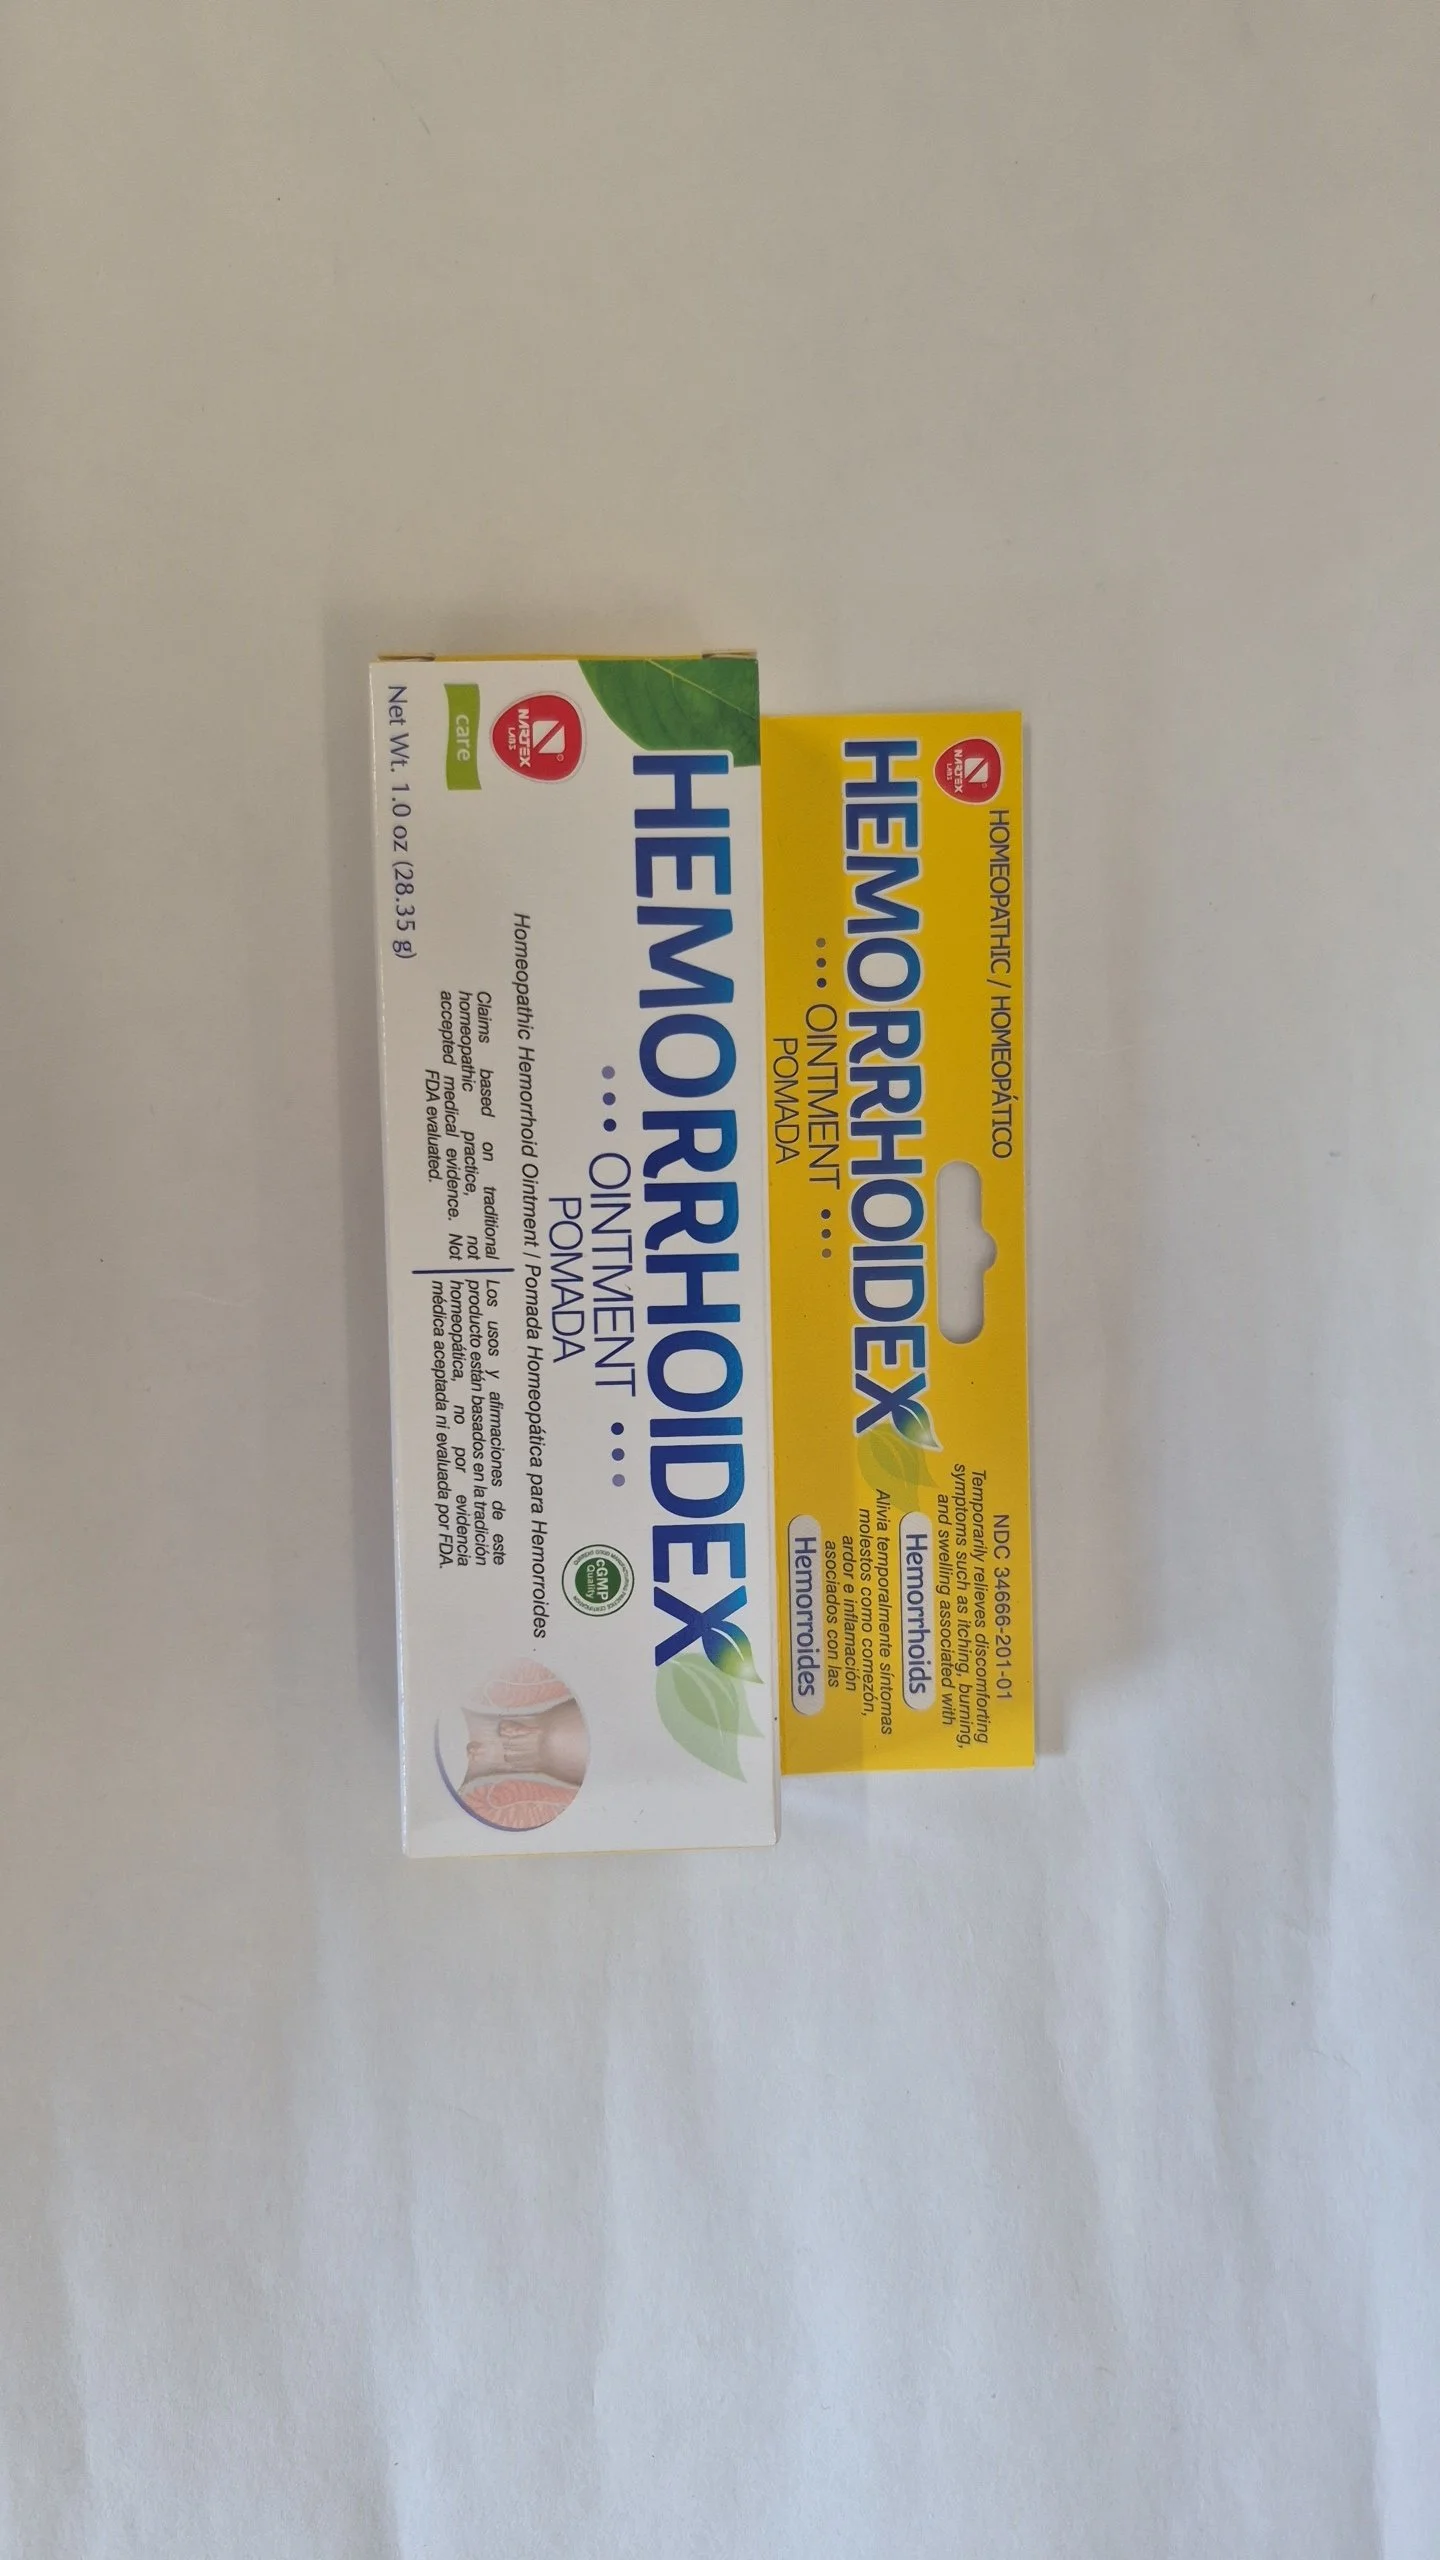 HOMEOPATHIC / HOMEOPÁTICO
NARTEX
LABS
HEMORRHOIDEX
OINTMENT
POMADA
NDC 34666-201-01
Temporarily relieves discomforting
symptoms such as itching, burning,
and swelling associated with
Hemorrhoids
Alivia temporalmente síntomas
molestos como comezón,
ardor e inflamación
asociados con las
Hemorroides
HEMORRHOIDEX
OINTMENT
POMADA
NARTEX
LABS
care
cGMP
Quality
Homeopathic Hemorrhoid Ointment / Pomada Homeopática para Hemorroides
Claims based on traditional
homeopathic practice, not
accepted medical evidence. Not
FDA evaluated.
Los usos y afirmaciones de este
producto están basados en la tradición
homeopática, no por evidencia
médica aceptada ni evaluada por FDA.
Net Wt. 1.0 oz (28.35 g)